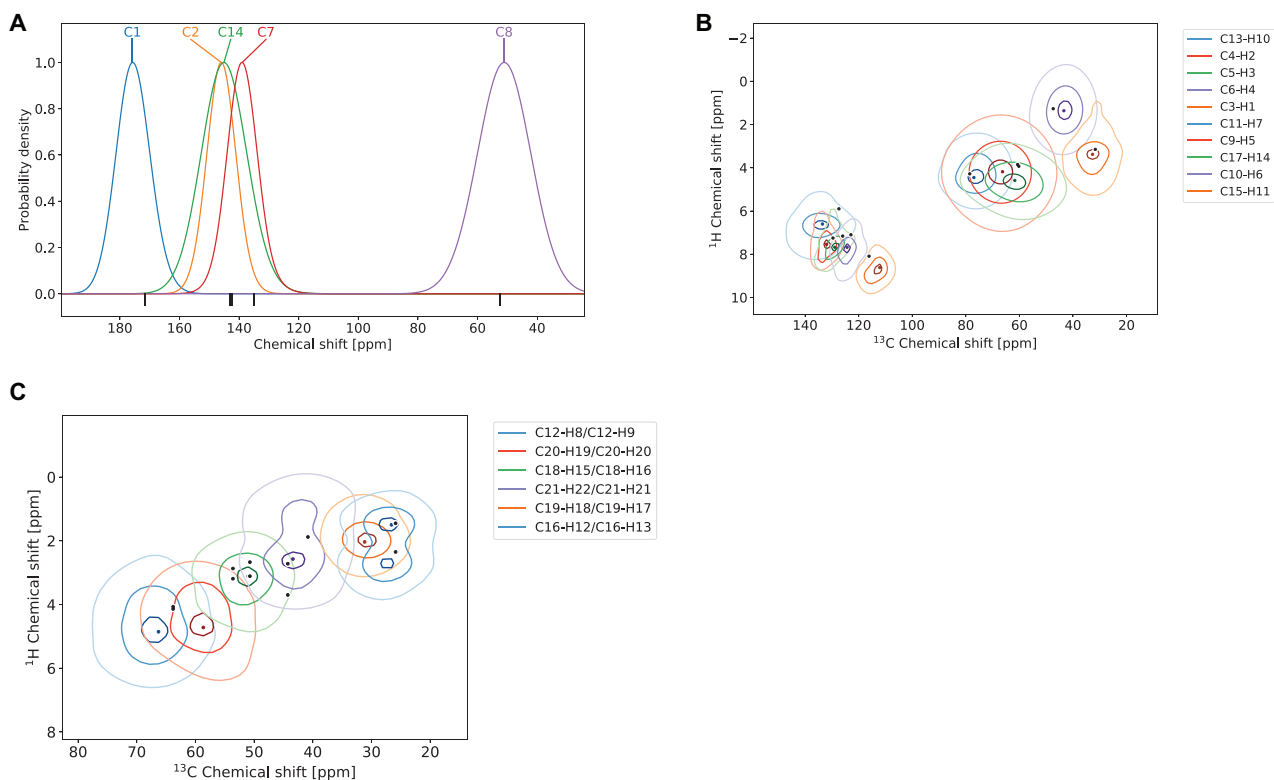 A
C1
C2
C14
C7
C8
1.0
0.8
0.6
0.4
0.2
0.0
Probability density
180
160
140
120
100
80
60
40
Chemical shift [ppm]
B
−2
0
2
4
6
8
10
¹H Chemical shift [ppm]
140
120
100
80
60
40
20
¹³C Chemical shift [ppm]
C13-H10
C4-H2
C5-H3
C6-H4
C3-H1
C11-H7
C9-H5
C17-H14
C10-H6
C15-H11
C
0
2
4
6
8
¹H Chemical shift [ppm]
80
70
60
50
40
30
20
¹³C Chemical shift [ppm]
C12-H8/C12-H9
C20-H19/C20-H20
C18-H15/C18-H16
C21-H22/C21-H21
C19-H18/C19-H17
C16-H12/C16-H13